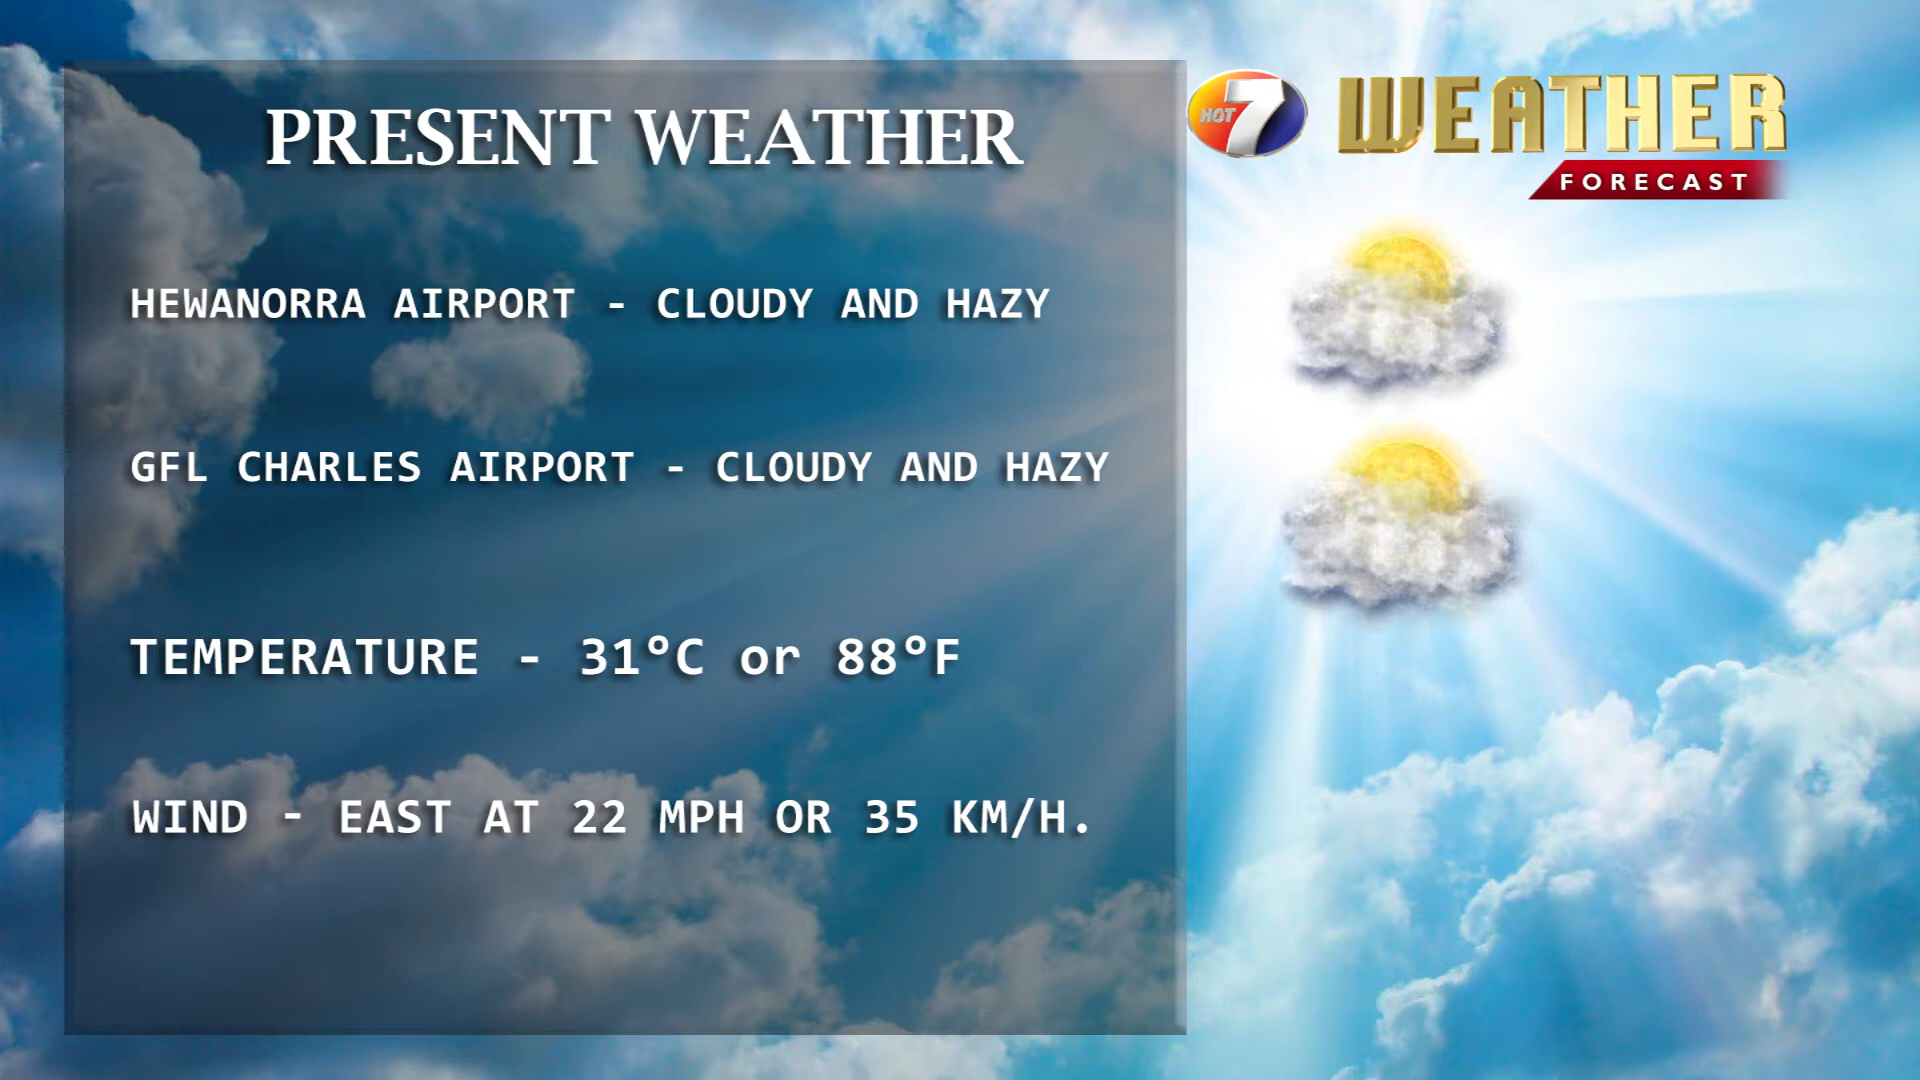 PRESENT WEATHER
HOT 7 WEATHER
FORECAST
HEWANORRA AIRPORT - CLOUDY AND HAZY
GFL CHARLES AIRPORT - CLOUDY AND HAZY
TEMPERATURE - 31°C or 88°F
WIND - EAST AT 22 MPH OR 35 KM/H.